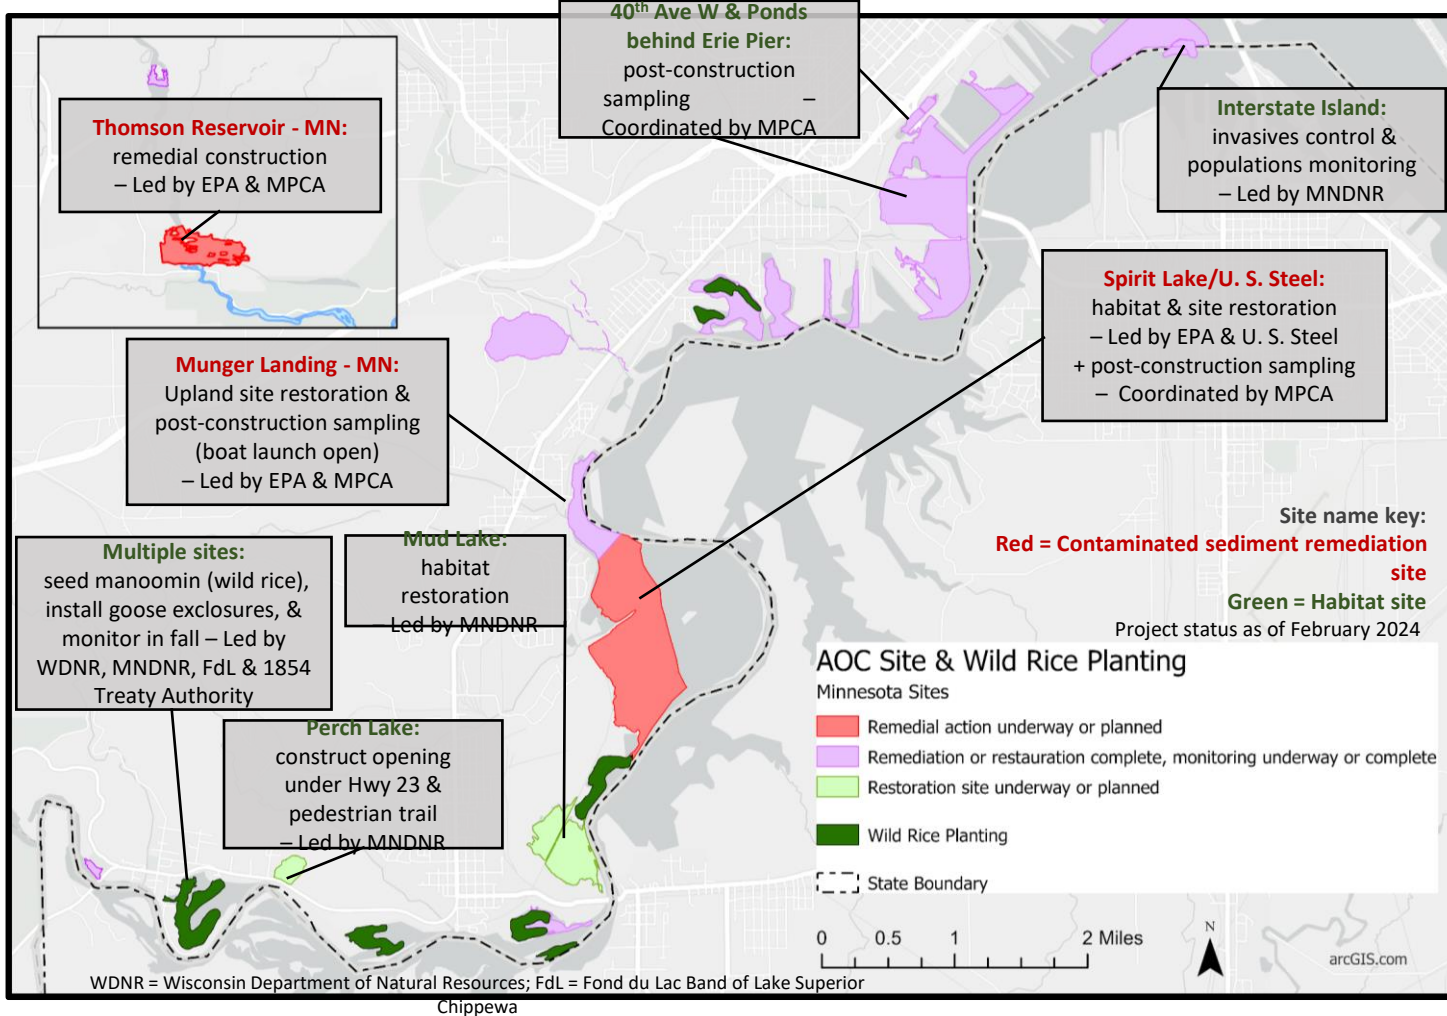 40th Ave W & Ponds
behind Erie Pier:
post-construction
sampling –
Coordinated by MPCA
Interstate Island:
invasives control &
populations monitoring
– Led by MNDNR
Thomson Reservoir - MN:
remedial construction
– Led by EPA & MPCA
Spirit Lake/U. S. Steel:
habitat & site restoration
– Led by EPA & U. S. Steel
+ post-construction sampling
– Coordinated by MPCA
Munger Landing - MN:
Upland site restoration &
post-construction sampling
(boat launch open)
– Led by EPA & MPCA
Multiple sites:
seed manoomin (wild rice),
install goose exclosures, &
monitor in fall – Led by
WDNR, MNDNR, FdL & 1854
Treaty Authority
Mud Lake:
habitat
restoration
– Led by MNDNR
Perch Lake:
construct opening
under Hwy 23 &
pedestrian trail
– Led by MNDNR
Site name key:
Red = Contaminated sediment remediation
site
Green = Habitat site
Project status as of February 2024
AOC Site & Wild Rice Planting
Minnesota Sites
Remedial action underway or planned
Remediation or restauration complete, monitoring underway or complete
Restoration site underway or planned
Wild Rice Planting
State Boundary
0 0.5 1 2 Miles
N
arcGIS.com
WDNR = Wisconsin Department of Natural Resources; FdL = Fond du Lac Band of Lake Superior
Chippewa